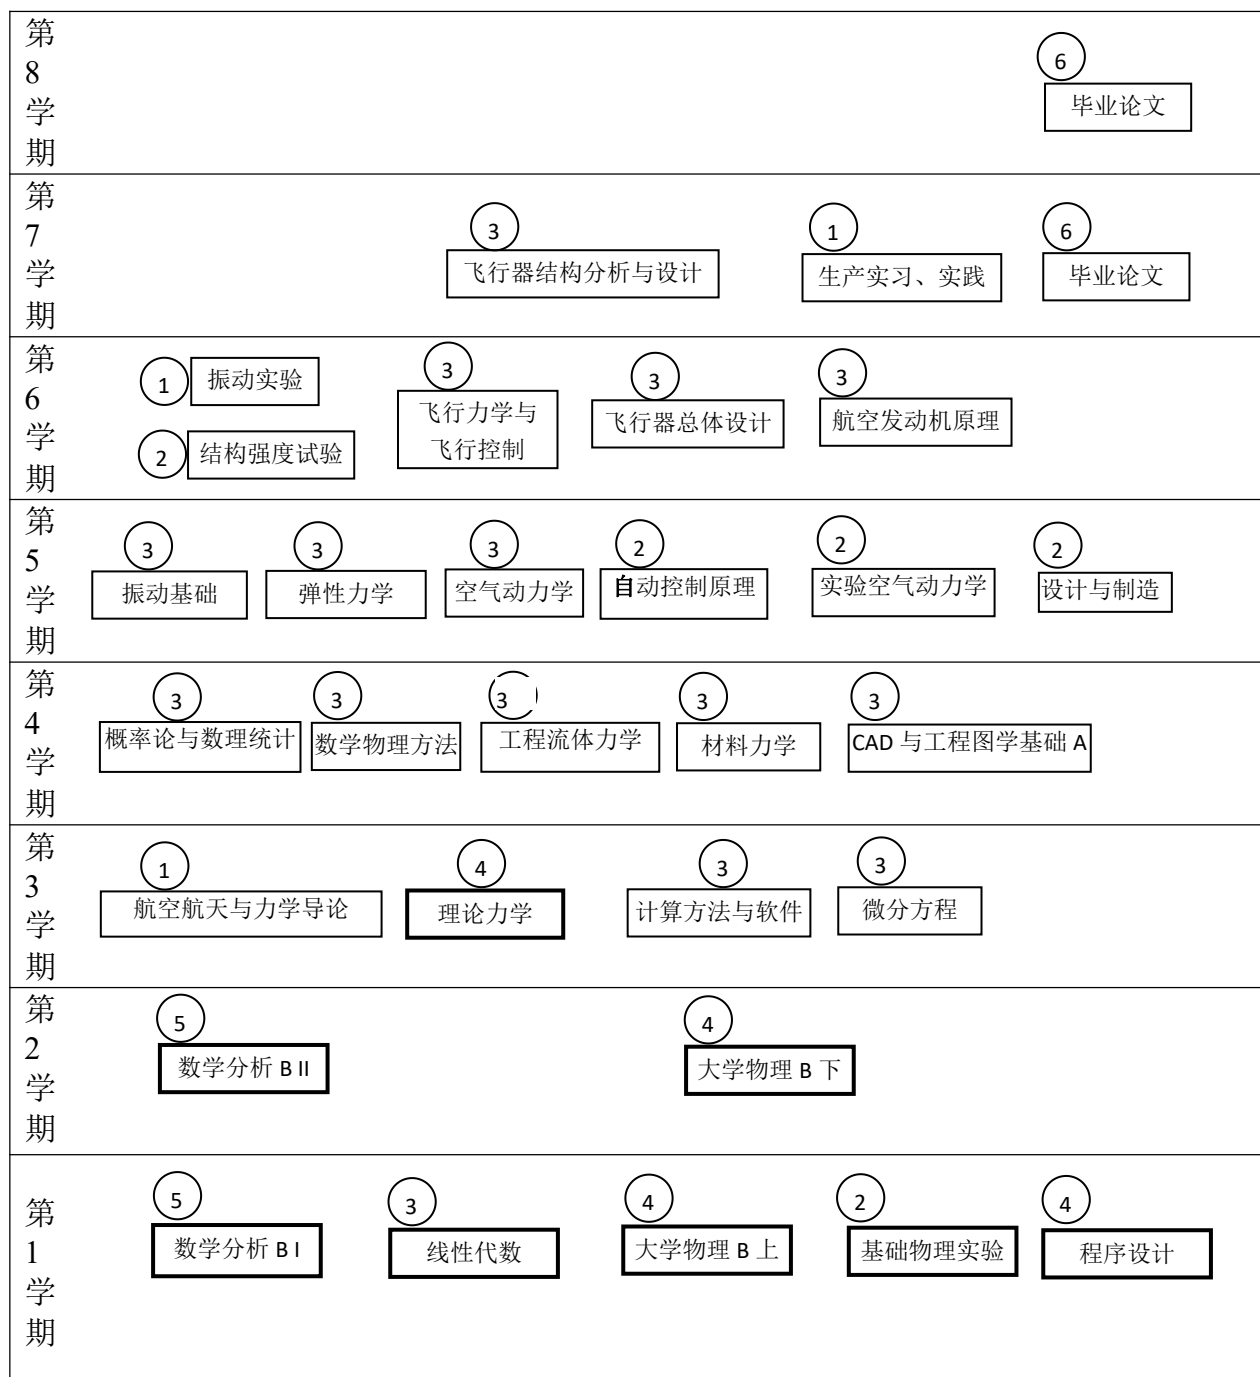 第
8
学
期
6
毕业论文
第
7
学
期
3
飞行器结构分析与设计
1
生产实习、实践
6
毕业论文
第
6
学
期
1
振动实验
2
结构强度试验
3
飞行力学与
飞行控制
3
飞行器总体设计
3
航空发动机原理
第
5
学
期
3
振动基础
3
弹性力学
3
空气动力学
2
自动控制原理
2
实验空气动力学
2
设计与制造
第
4
学
期
3
概率论与数理统计
3
数学物理方法
3
工程流体力学
3
材料力学
3
CAD 与工程图学基础 A
第
3
学
期
1
航空航天与力学导论
4
理论力学
3
计算方法与软件
3
微分方程
第
2
学
期
5
数学分析 B II
4
大学物理 B 下
第
1
学
期
5
数学分析 B I
3
线性代数
4
大学物理 B 上
2
基础物理实验
4
程序设计